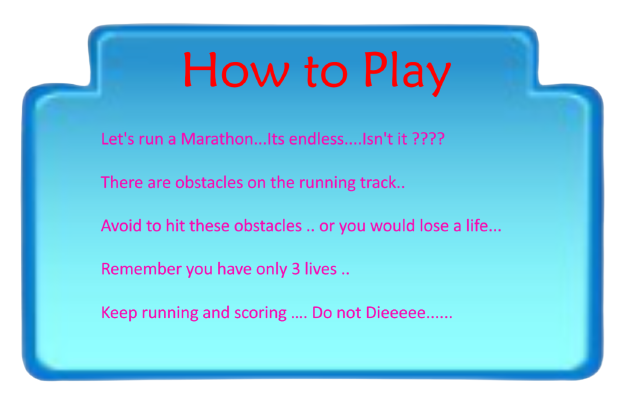 How to Play
Let's run a Marathon...Its endless....Isn't it ????
There are obstacles on the running track..
Avoid to hit these obstacles .. or you would lose a life...
Remember you have only 3 lives ..
Keep running and scoring .... Do not Dieeeee......